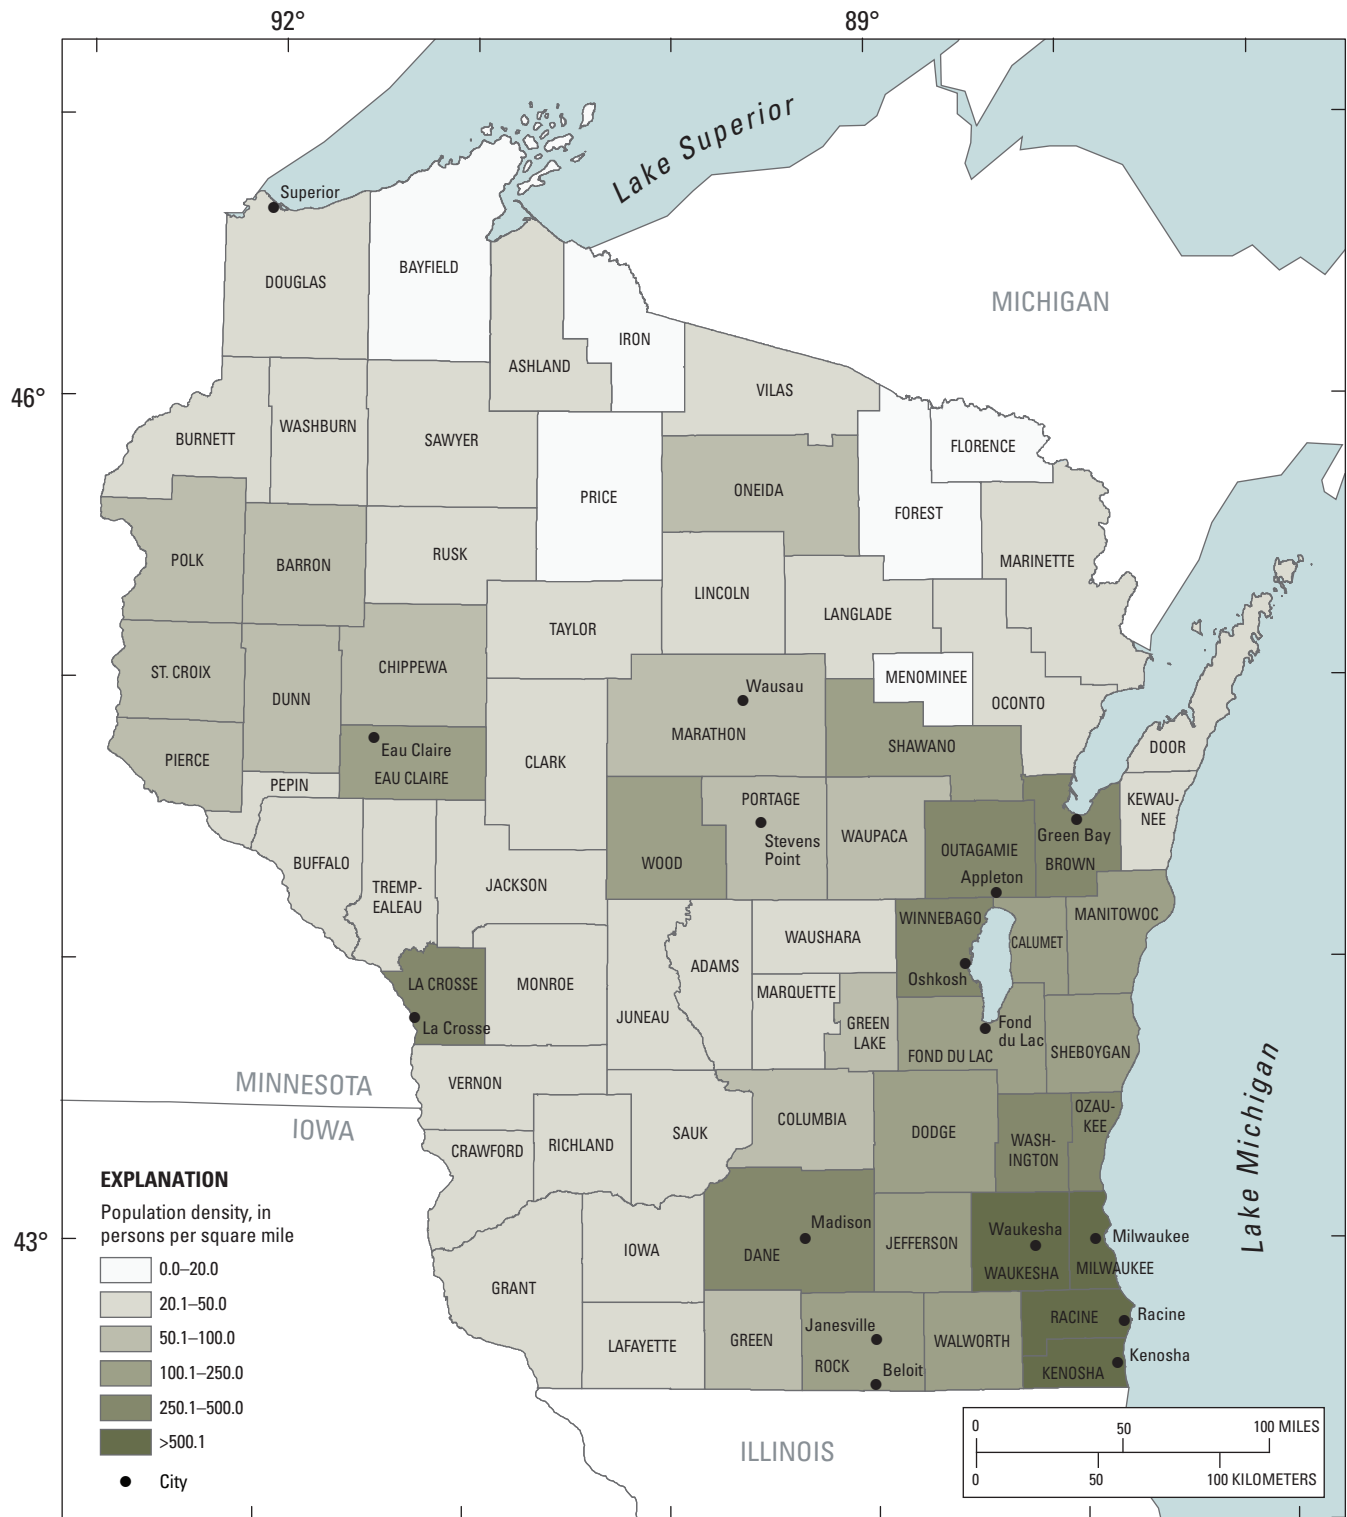 92°
89°
Lake Superior
Superior
BAYFIELD
DOUGLAS
MICHIGAN
IRON
ASHLAND
VILAS
46°
WASHBURN
BURNETT
SAWYER
FLORENCE
ONEIDA
PRICE
FOREST
RUSK
POLK
BARRON
MARINETTE
LINCOLN
LANGLADE
TAYLOR
CHIPPEWA
ST. CROIX
MENOMINEE
Wausau
DUNN
OCONTO
MARATHON
SHAWANO
DOOR
Eau Claire
PIERCE
CLARK
EAU CLAIRE
PEPIN
PORTAGE
KEWAU-
NEE
Green Bay
WAUPACA
Stevens
Point
OUTAGAMIE
BUFFALO
WOOD
BROWN
Appleton
JACKSON
TREMP-
EALEAU
WINNEBAGO
MANITOWOC
WAUSHARA
CALUMET
ADAMS
Oshkosh
LA CROSSE
MONROE
MARQUETTE
JUNEAU
GREEN
LAKE
Fond
du Lac
La Crosse
FOND DU LAC
SHEBOYGAN
VERNON
MINNESOTA
IOWA
Lake Michigan
COLUMBIA
OZAU-
KEE
SAUK
DODGE
WASH-
INGTON
RICHLAND
CRAWFORD
EXPLANATION
Population density, in
persons per square mile
0.0–20.0
20.1–50.0
50.1–100.0
100.1–250.0
250.1–500.0
>500.1
City
43°
Madison
Waukesha
Milwaukee
IOWA
DANE
JEFFERSON
WAUKESHA
MILWAUKEE
GRANT
Racine
RACINE
Janesville
LAFAYETTE
GREEN
WALWORTH
Kenosha
ROCK
Beloit
KENOSHA
ILLINOIS
0
50
100 MILES
0
50
100 KILOMETERS